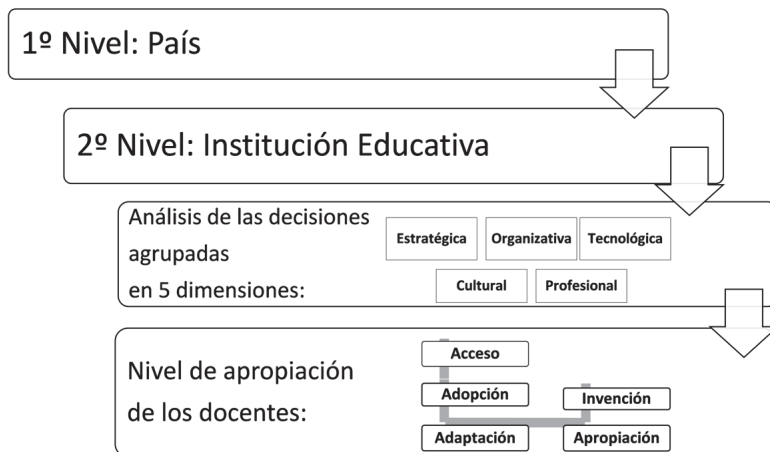 1º Nivel: País
2º Nivel: Institución Educativa
Análisis de las decisiones
agrupadas
en 5 dimensiones:
Estratégica
Organizativa
Tecnológica
Cultural
Profesional
Nivel de apropiación
de los docentes:
Acceso
Adopción
Invención
Adaptación
Apropiación